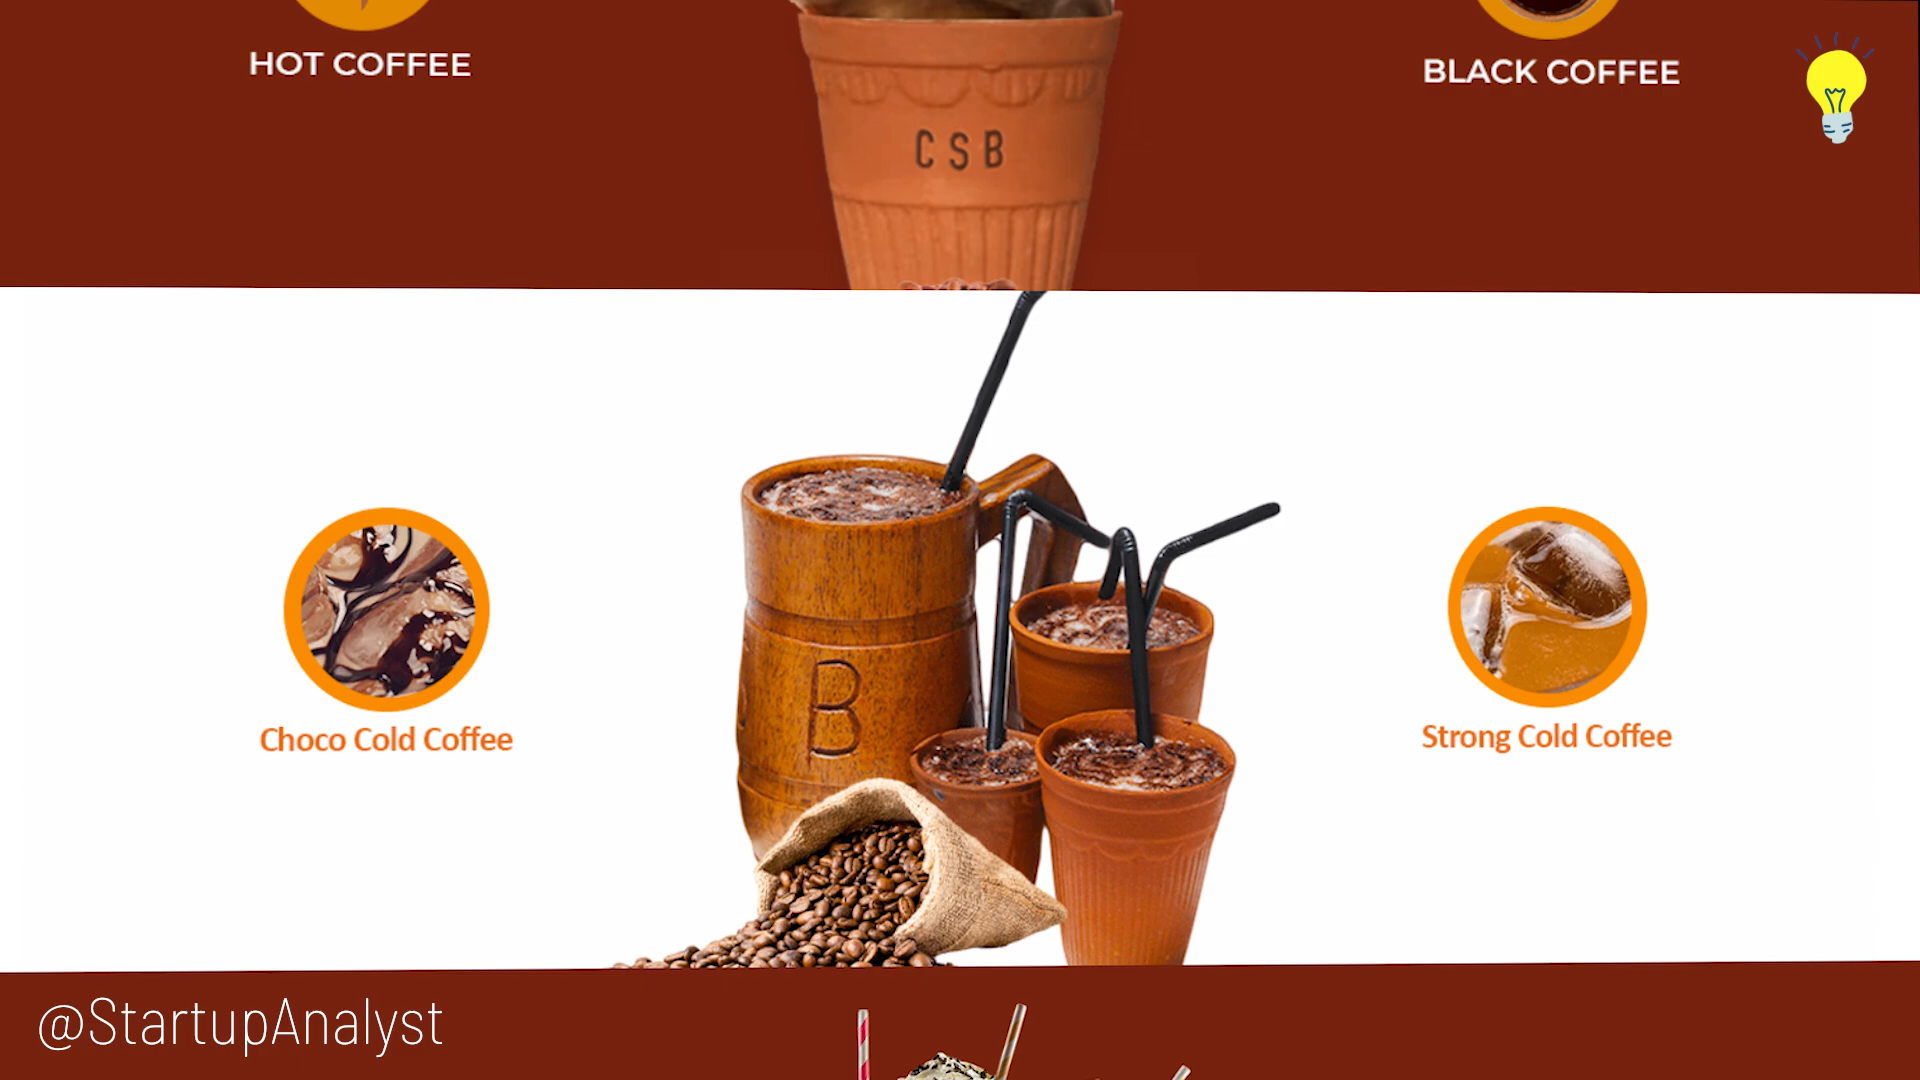 HOT COFFEE
BLACK COFFEE
CSB
B
Choco Cold Coffee
Strong Cold Coffee
@StartupAnalyst